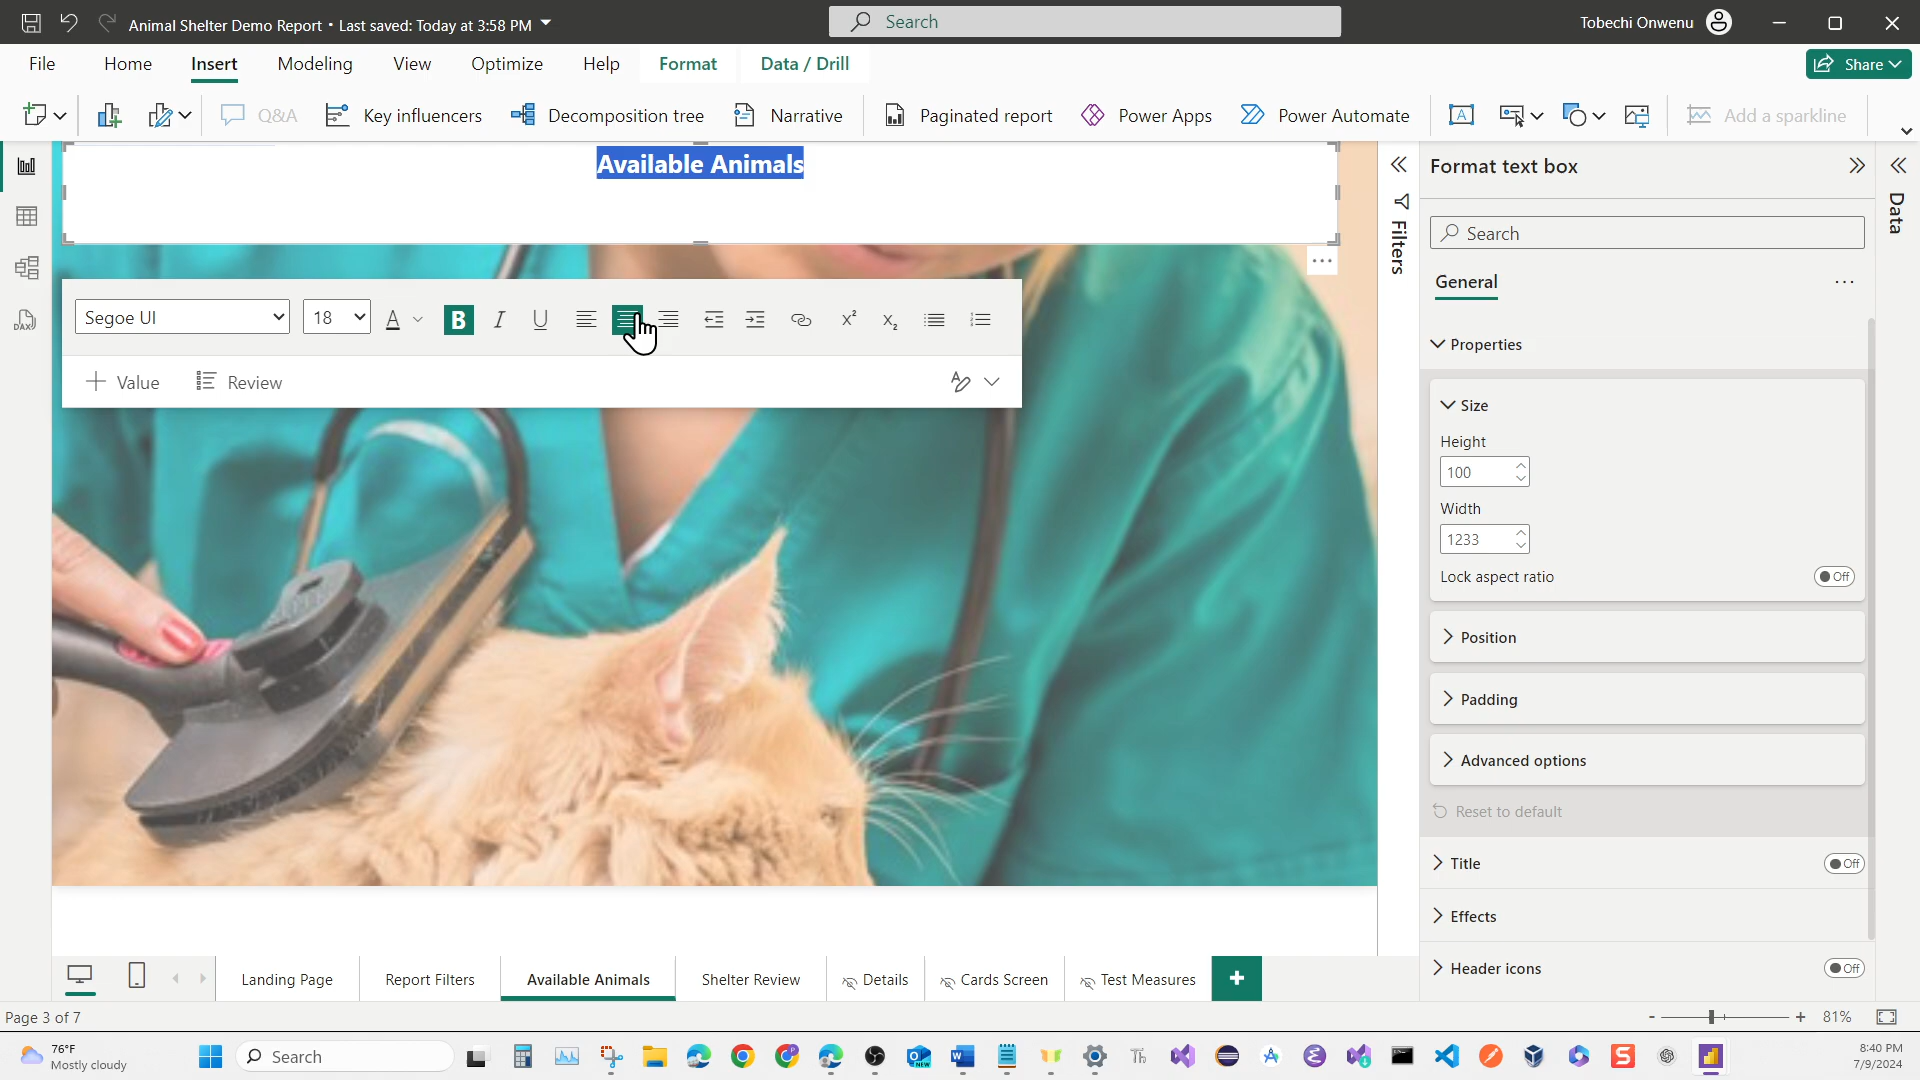 Animal Shelter Demo Report • Last saved: Today at 3:58 PM
Search
Tobechi Onwenu
File Home Insert Modeling View Optimize Help Format Data / Drill
Share
Q&A Key influencers Decomposition tree Narrative Paginated report Power Apps Power Automate Add a sparkline
Available Animals
Segoe UI 18
Value Review
Filters
Format text box
Search
General
Properties
Size
Height
100
Width
1233
Lock aspect ratio Off
Position
Padding
Advanced options
Reset to default
Title Off
Effects
Header icons Off
Data
DAX
Landing Page Report Filters Available Animals Shelter Review Details Cards Screen Test Measures
Page 3 of 7
- + 81%
76°F
Mostly cloudy
Search
8:40 PM
7/9/2024